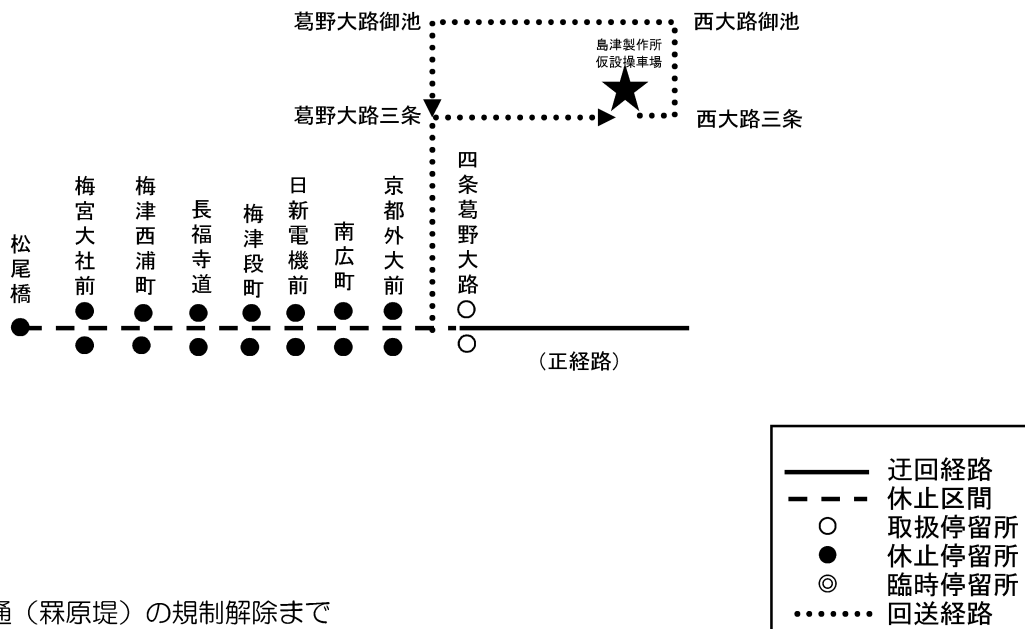 葛野大路御池
西大路御池
島津製作所
仮設操車場
葛野大路三条
西大路三条
松尾橋
梅宮大社前
梅津西浦町
長福寺道
梅津段町
日新電機前
南広町
京都外大前
四条葛野大路
（正経路）
迂回経路
休止区間
取扱停留所
休止停留所
臨時停留所
回送経路
通（罧原堤）の規制解除まで